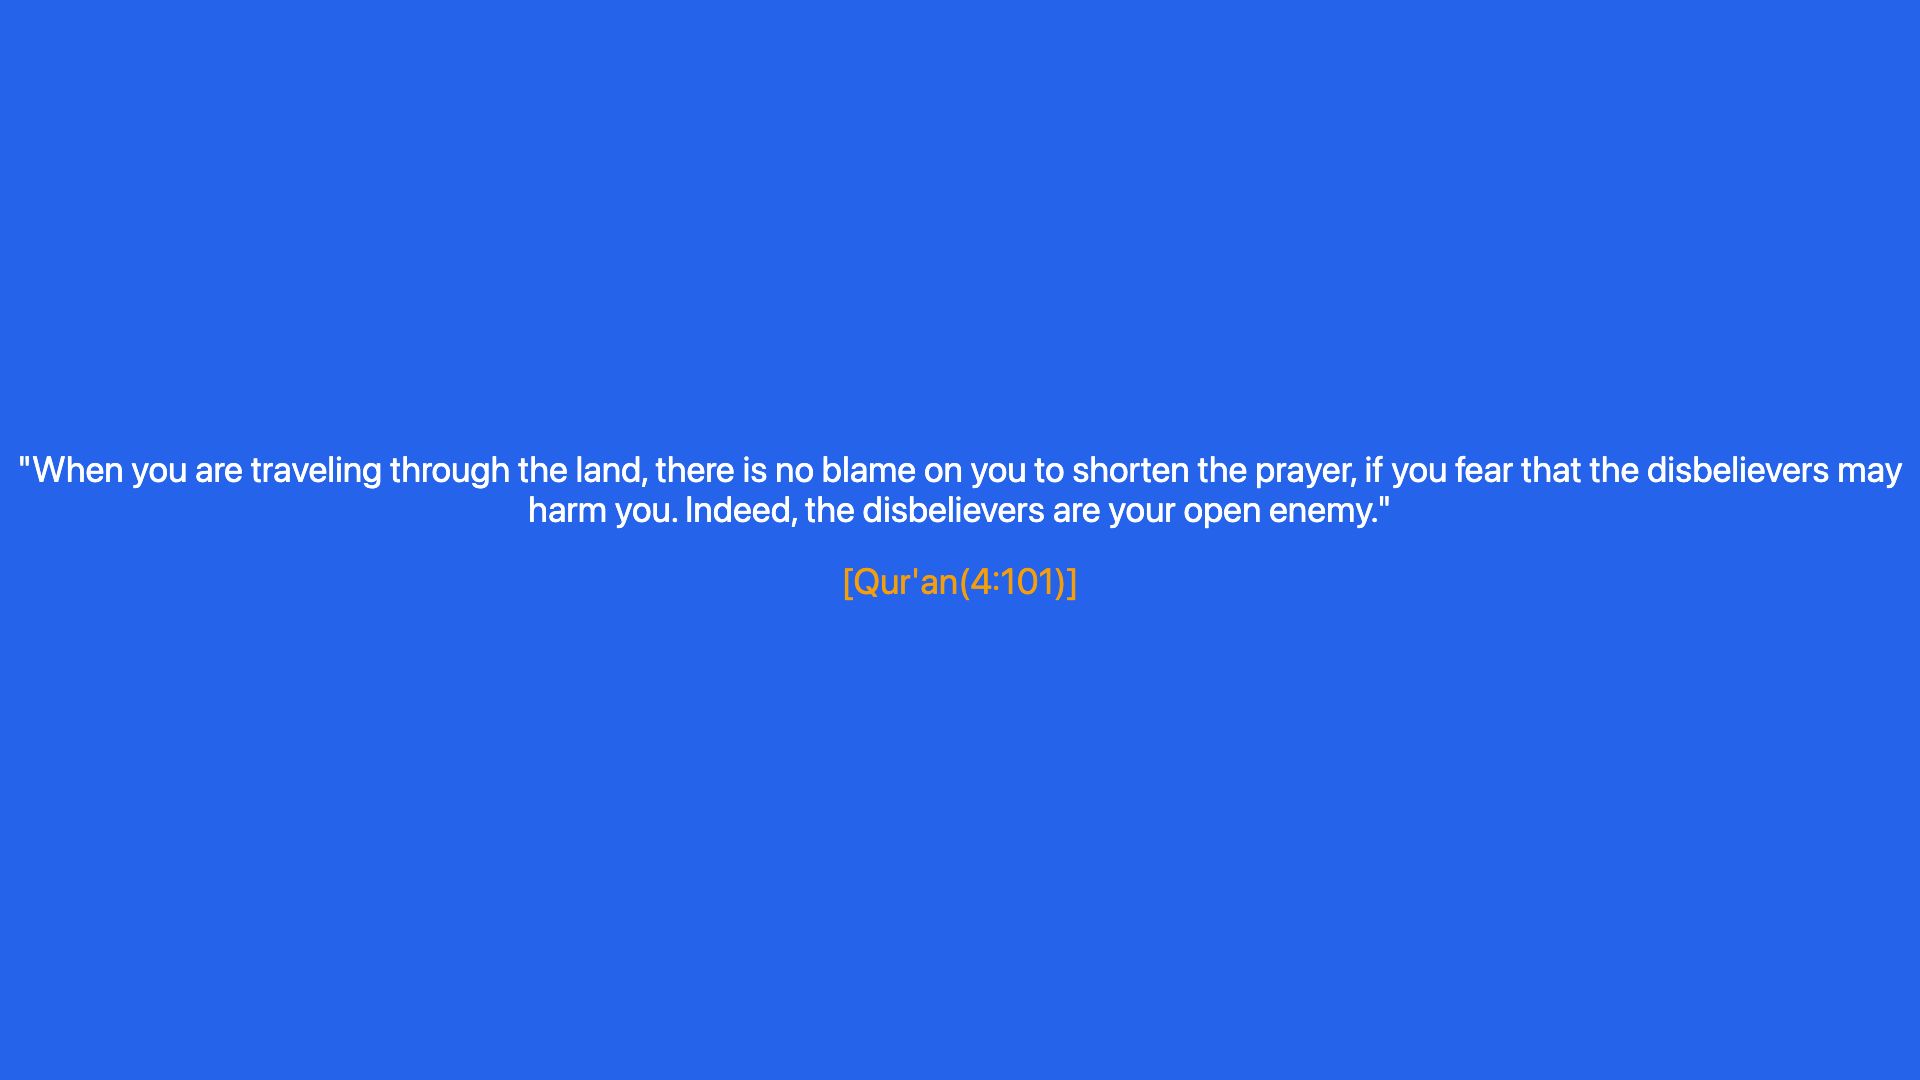 "When you are traveling through the land, there is no blame on you to shorten the prayer, if you fear that the disbelievers may
harm you. Indeed, the disbelievers are your open enemy."
[Qur'an(4:101)]